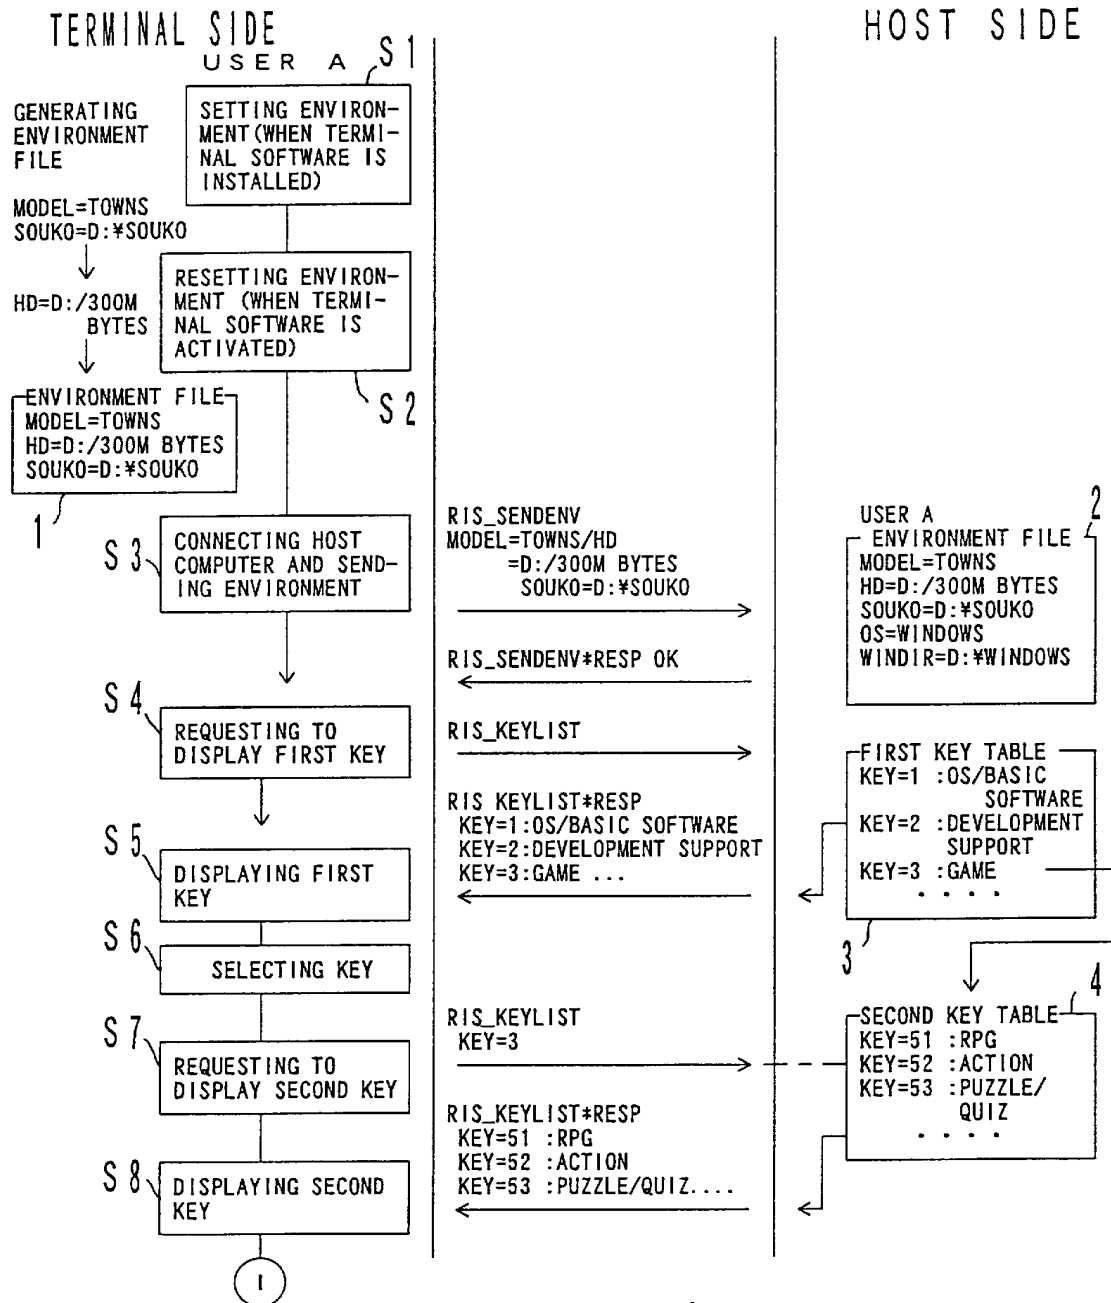 TERMINAL SIDE
USER A
S1
HOST SIDE
GENERATING
ENVIRONMENT
FILE
MODEL=TOWNS
SOUKO=D:¥SOUKO
HD=D:/300M
BYTES
SETTING ENVIRON-
MENT(WHEN TERMI-
NAL SOFTWARE IS
INSTALLED)
RESETTING ENVIRON-
MENT (WHEN TERMI-
NAL SOFTWARE IS
ACTIVATED)
S2
ENVIRONMENT FILE
MODEL=TOWNS
HD=D:/300M BYTES
SOUKO=D:¥SOUKO
1
S3
CONNECTING HOST
COMPUTER AND SEND-
ING ENVIRONMENT
RIS_SENDENV
MODEL=TOWNS/HD
=D:/300M BYTES
SOUKO=D:¥SOUKO
USER A
2
ENVIRONMENT FILE
MODEL=TOWNS
HD=D:/300M BYTES
SOUKO=D:¥SOUKO
OS=WINDOWS
WINDIR=D:¥WINDOWS
RIS_SENDENV*RESP OK
S4
REQUESTING TO
DISPLAY FIRST KEY
RIS_KEYLIST
FIRST KEY TABLE
KEY=1 :OS/BASIC
SOFTWARE
KEY=2 :DEVELOPMENT
SUPPORT
KEY=3 :GAME
. . . .
3
RIS KEYLIST*RESP
KEY=1:OS/BASIC SOFTWARE
KEY=2:DEVELOPMENT SUPPORT
KEY=3:GAME ...
S5
DISPLAYING FIRST
KEY
S6
SELECTING KEY
S7
REQUESTING TO
DISPLAY SECOND KEY
RIS_KEYLIST
KEY=3
4
SECOND KEY TABLE
KEY=51 :RPG
KEY=52 :ACTION
KEY=53 :PUZZLE/
QUIZ
. . . .
RIS_KEYLIST*RESP
KEY=51 :RPG
KEY=52 :ACTION
KEY=53 :PUZZLE/QUIZ....
S8
DISPLAYING SECOND
KEY
1